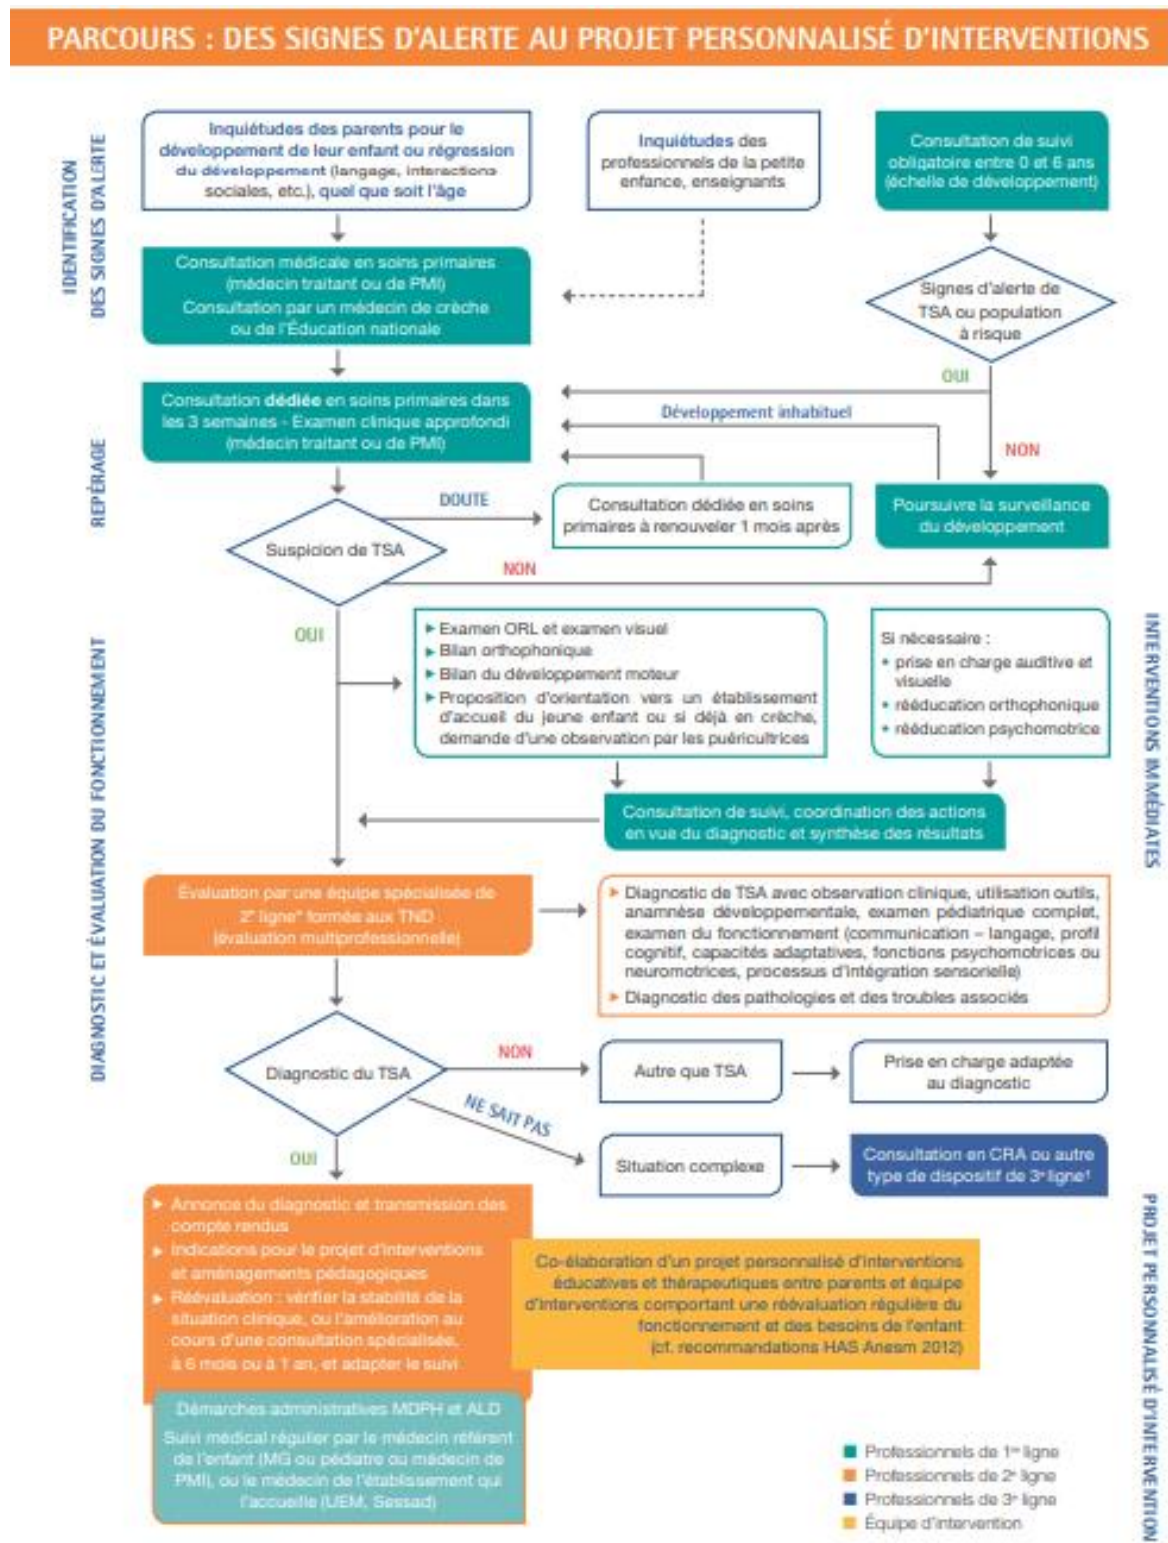 PARCOURS : DES SIGNES D'ALERTE AU PROJET PERSONNALISÉ D'INTERVENTIONS
IDENTIFICATION
DES SIGNES D'ALERTE
Inquiétudes des parents pour le
développement de leur enfant ou régression
du développement (langage, interactions
sociales, etc.), quel que soit l'âge
Inquiétudes des
professionnels de la petite
enfance, enseignants
Consultation de suivi
obligatoire entre 0 et 6 ans
(échelle de développement)
Consultation médicale en soins primaires
(médecin traitant ou de PMI)
Consultation par un médecin de crèche
ou de l'Éducation nationale
Signes d'alerte de
TSA ou population
à risque
OUI
NON
REPÉRAGE
Consultation dédiée en soins primaires dans
les 3 semaines - Examen clinique approfondi
(médecin traitant ou de PMI)
Développement inhabituel
Suspicion de TSA
DOUTE
Consultation dédiée en soins
primaires à renouveler 1 mois après
Poursuivre la surveillance
du développement
NON
OUI
DIAGNOSTIC ET ÉVALUATION DU FONCTIONNEMENT
INTERVENTIONS IMMÉDIATES
▸ Examen ORL et examen visuel
▸ Bilan orthophonique
▸ Bilan du développement moteur
▸ Proposition d'orientation vers un établissement
d'accueil du jeune enfant ou si déjà en crèche,
demande d'une observation par les puéricultrices
Si nécessaire :
• prise en charge auditive et
visuelle
• rééducation orthophonique
• rééducation psychomotrice
Consultation de suivi, coordination des actions
en vue du diagnostic et synthèse des résultats
Évaluation par une équipe spécialisée de
2e ligne* formée aux TND
(évaluation multiprofessionnelle)
▸ Diagnostic de TSA avec observation clinique, utilisation outils,
anamnèse développementale, examen pédiatrique complet,
examen du fonctionnement (communication – langage, profil
cognitif, capacités adaptatives, fonctions psychomotrices ou
neuromotrices, processus d'intégration sensorielle)
▸ Diagnostic des pathologies et des troubles associés
Diagnostic du TSA
NON
Autre que TSA
Prise en charge adaptée
au diagnostic
NE SAIT PAS
Situation complexe
Consultation en CRA ou autre
type de dispositif de 3e ligne†
OUI
PROJET PERSONNALISÉ D'INTERVENTION
▸ Annonce du diagnostic et transmission des
compte rendus
▸ Indications pour le projet d'interventions
et aménagements pédagogiques
▸ Réévaluation : vérifier la stabilité de la
situation clinique, ou l'amélioration au
cours d'une consultation spécialisée,
à 6 mois ou à 1 an, et adapter le suivi
Co-élaboration d'un projet personnalisé d'interventions
éducatives et thérapeutiques entre parents et équipe
d'interventions comportant une réévaluation régulière du
fonctionnement et des besoins de l'enfant
(cf. recommandations HAS Anesm 2012)
Démarches administratives MDPH et ALD
Suivi médical régulier par le médecin référent
de l'enfant (MG ou pédiatre ou médecin de
PMI), ou le médecin de l'établissement qui
l'accueille (UEM, Sessad)
Professionnels de 1re ligne
Professionnels de 2e ligne
Professionnels de 3e ligne
Équipe d'intervention